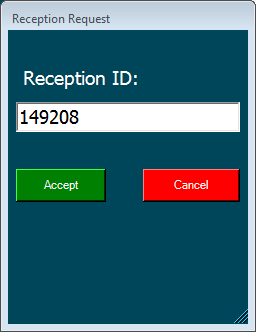 Reception Request
Reception ID:
149208
Accept Cancel